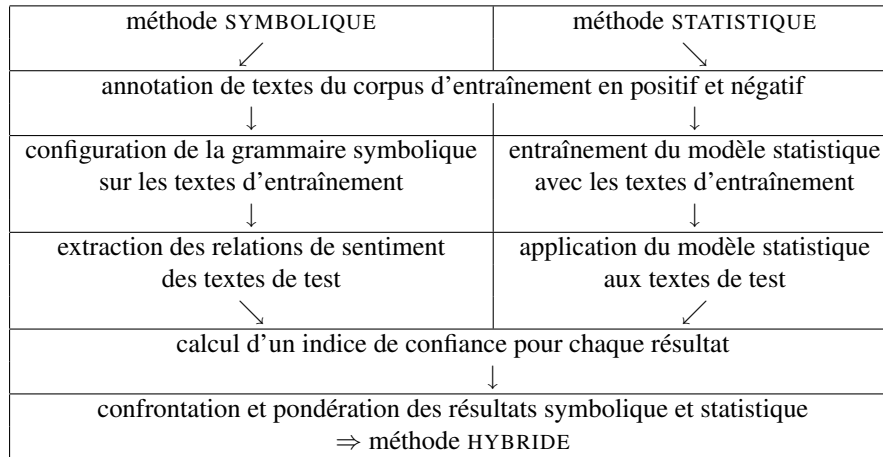 méthode SYMBOLIQUE méthode STATISTIQUE
↙ ↙
annotation de textes du corpus d'entraînement en positif et négatif
↓ ↓
configuration de la grammaire symbolique entraînement du modèle statistique
sur les textes d'entraînement avec les textes d'entraînement
↓ ↓
extraction des relations de sentiment application du modèle statistique
des textes de test aux textes de test
↘ ↙
calcul d'un indice de confiance pour chaque résultat
↓
confrontation et pondération des résultats symbolique et statistique
⇒ méthode HYBRIDE